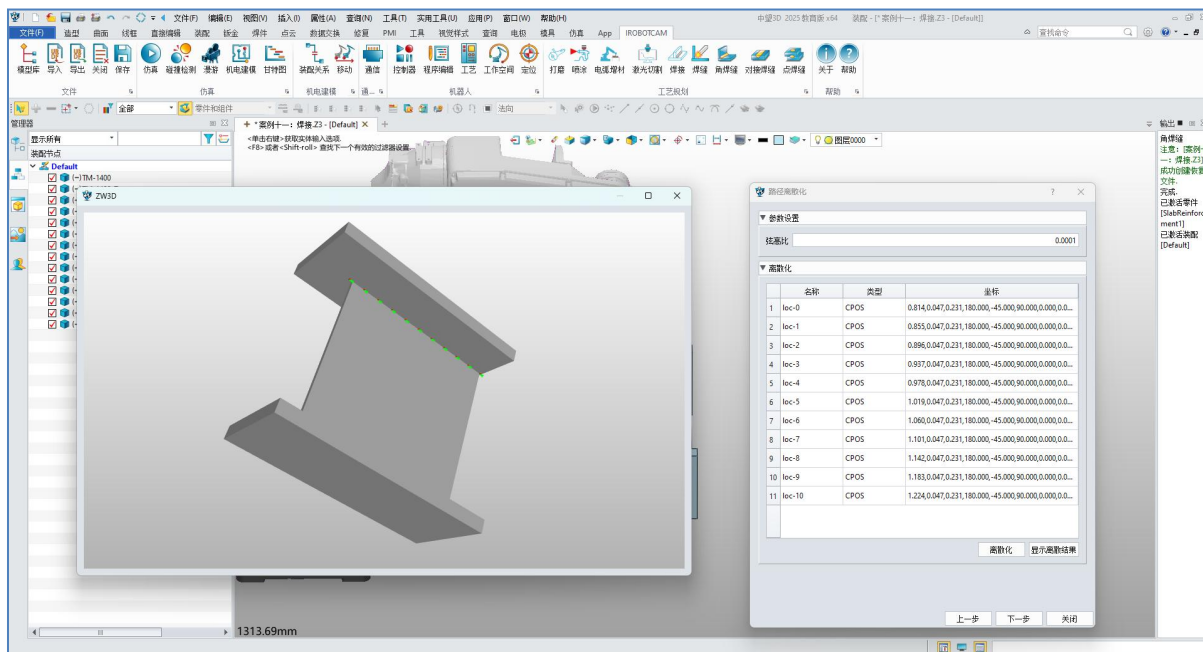 文件(F) 编辑(E) 视图(V) 插入(I) 属性(A) 查询(N) 工具(T) 实用工具(U) 应用(P) 窗口(W) 帮助(H) 中望3D 2025 教育版 x64 装配 - [* 案例十一：焊接.Z3 - [Default]]
文件(F) 造型 曲面 线框 直接编辑 装配 钣金 焊件 点云 数据交换 修复 PMI 工具 视觉样式 查询 电极 模具 仿真 App IROBOTCAM 查找命令
模型库 导入 导出 关闭 保存 仿真 碰撞检测 漫游 机电建模 甘特图 装配关系 移动 通信 控制器 程序编辑 工艺 工作空间 定位 打磨 喷涂 电弧增材 激光切割 焊接 焊缝 角焊缝 对接焊缝 点焊缝 关于 帮助
文件 仿真 机电建模 通... 机器人 工艺规划 帮助
全部 零件和组件 法向
管理器 * 案例十一：焊接.Z3 - [Default] 输出
显示所有 <单击右键>获取实体输入选项.
<F8> 或者<Shift-roll> 查找下一个有效的过滤器设置. 图层0000
装配节点
Default
(-)TM-1400
ZW3D
角焊缝
成功创建恢复
文件.
完成.
已激活零件
[SlabReinforce
ment1]
已激活装配
[Default]
路径离散化
参数设置
弦高比 0.0001
离散化
名称 类型 坐标
1 loc-0 CPOS 0.814,0.047,0.231,180.000,-45.000,90.000,0.000,0.0...
2 loc-1 CPOS 0.855,0.047,0.231,180.000,-45.000,90.000,0.000,0.0...
3 loc-2 CPOS 0.896,0.047,0.231,180.000,-45.000,90.000,0.000,0.0...
4 loc-3 CPOS 0.937,0.047,0.231,180.000,-45.000,90.000,0.000,0.0...
5 loc-4 CPOS 0.978,0.047,0.231,180.000,-45.000,90.000,0.000,0.0...
6 loc-5 CPOS 1.019,0.047,0.231,180.000,-45.000,90.000,0.000,0.0...
7 loc-6 CPOS 1.060,0.047,0.231,180.000,-45.000,90.000,0.000,0.0...
8 loc-7 CPOS 1.101,0.047,0.231,180.000,-45.000,90.000,0.000,0.0...
9 loc-8 CPOS 1.142,0.047,0.231,180.000,-45.000,90.000,0.000,0.0...
10 loc-9 CPOS 1.183,0.047,0.231,180.000,-45.000,90.000,0.000,0.0...
11 loc-10 CPOS 1.224,0.047,0.231,180.000,-45.000,90.000,0.000,0.0...
离散化 显示离散结果
上一步 下一步 关闭
1313.69mm